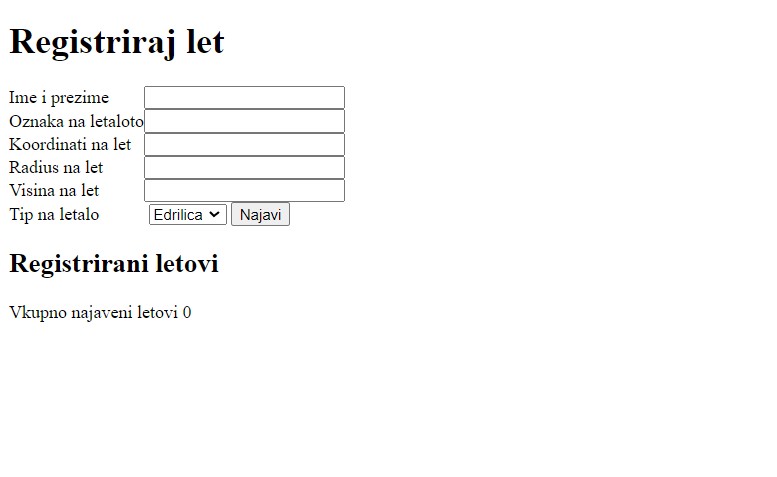 Registriraj let
Ime i prezime
Oznaka na letaloto
Koordinati na let
Radius na let
Visina na let
Tip na letalo Edrilica Najavi
Registrirani letovi
Vkupno najaveni letovi 0